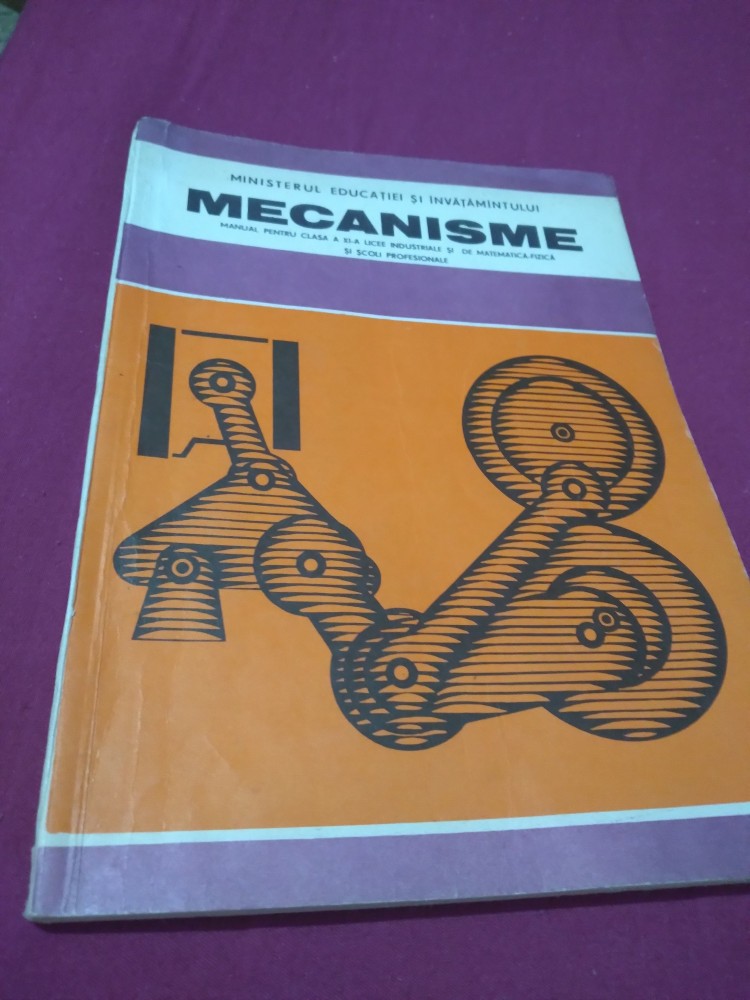 MINISTERUL EDUCAȚIEI ȘI ÎNVĂȚĂMÎNTULUI
MECANISME
MANUAL PENTRU CLASA A XI-A LICEE INDUSTRIALE ȘI DE MATEMATICĂ-FIZICĂ
ȘI ȘCOLI PROFESIONALE